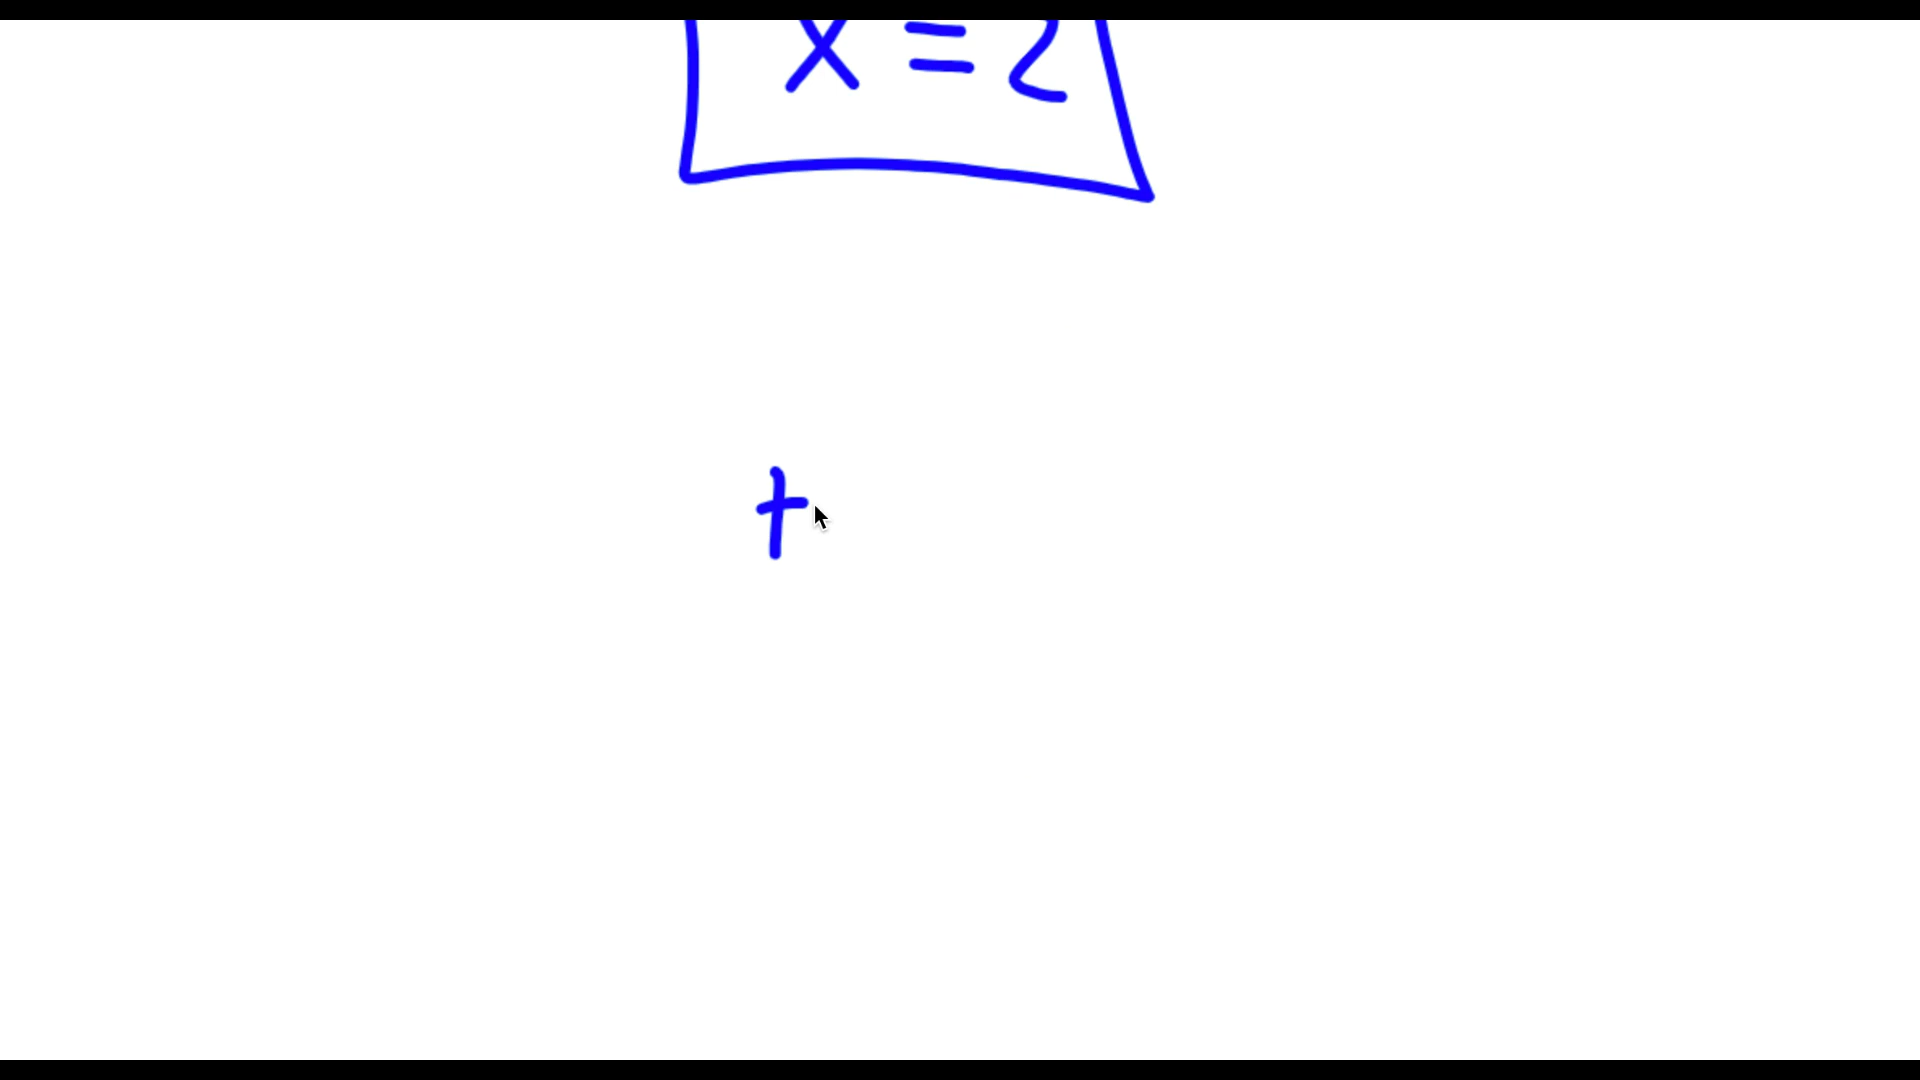 x = 2
+